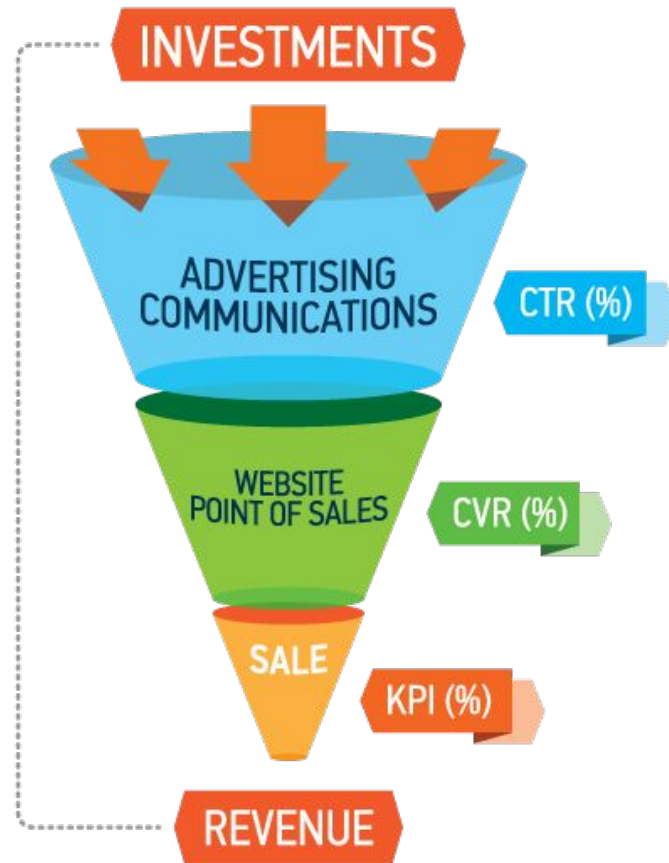 INVESTMENTS
ADVERTISING
COMMUNICATIONS
CTR (%)
WEBSITE
POINT OF SALES
CVR (%)
SALE
KPI (%)
REVENUE